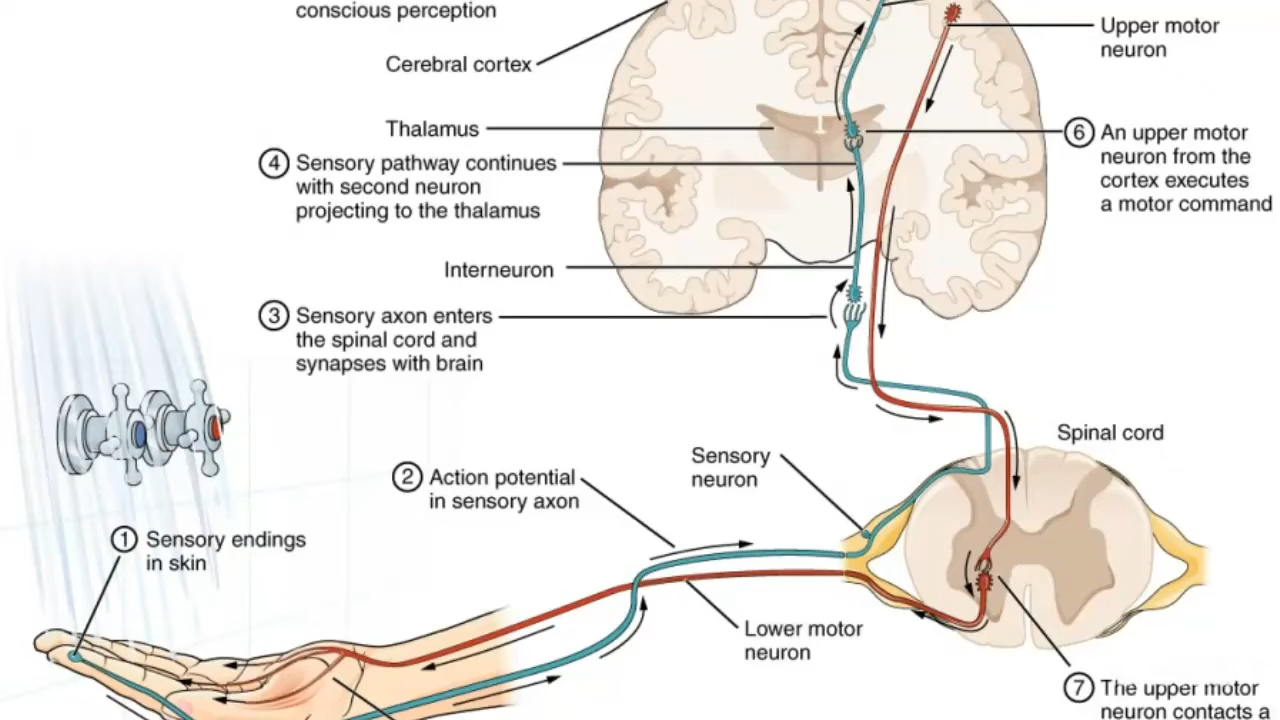 conscious perception
Cerebral cortex
Upper motor
neuron
Thalamus
4 Sensory pathway continues
with second neuron
projecting to the thalamus
6 An upper motor
neuron from the
cortex executes
a motor command
Interneuron
3 Sensory axon enters
the spinal cord and
synapses with brain
Spinal cord
Sensory
neuron
2 Action potential
in sensory axon
1 Sensory endings
in skin
Lower motor
neuron
7 The upper motor
neuron contacts a